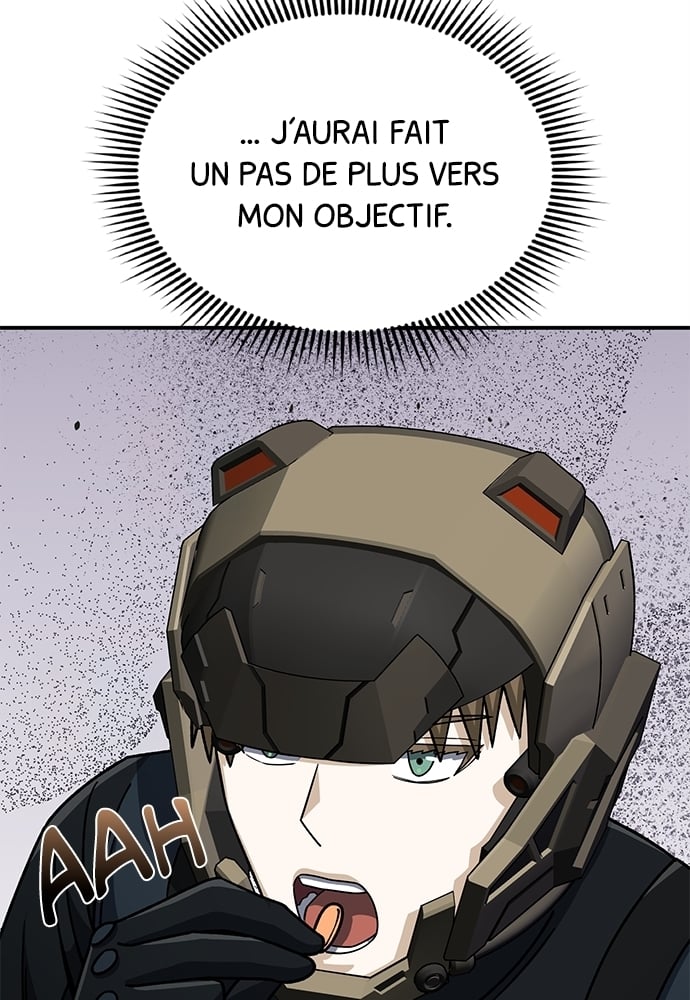 ... J'AURAI FAIT
UN PAS DE PLUS VERS
MON OBJECTIF.
AAH